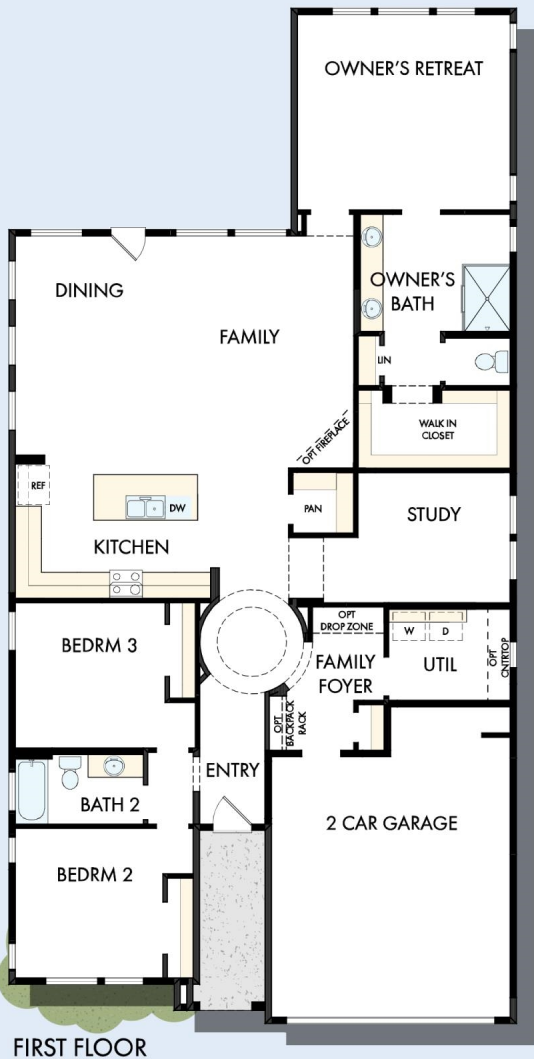 OWNER'S RETREAT
OWNER'S
BATH
DINING
FAMILY
LIN
WALK IN
CLOSET
OPT FIREPLACE
REF
DW
PAN
STUDY
KITCHEN
OPT
DROP ZONE
W
D
BEDRM 3
FAMILY
FOYER
UTIL
OPT
CNTRTOP
OPT
BACKPACK
RACK
ENTRY
BATH 2
2 CAR GARAGE
BEDRM 2
FIRST FLOOR